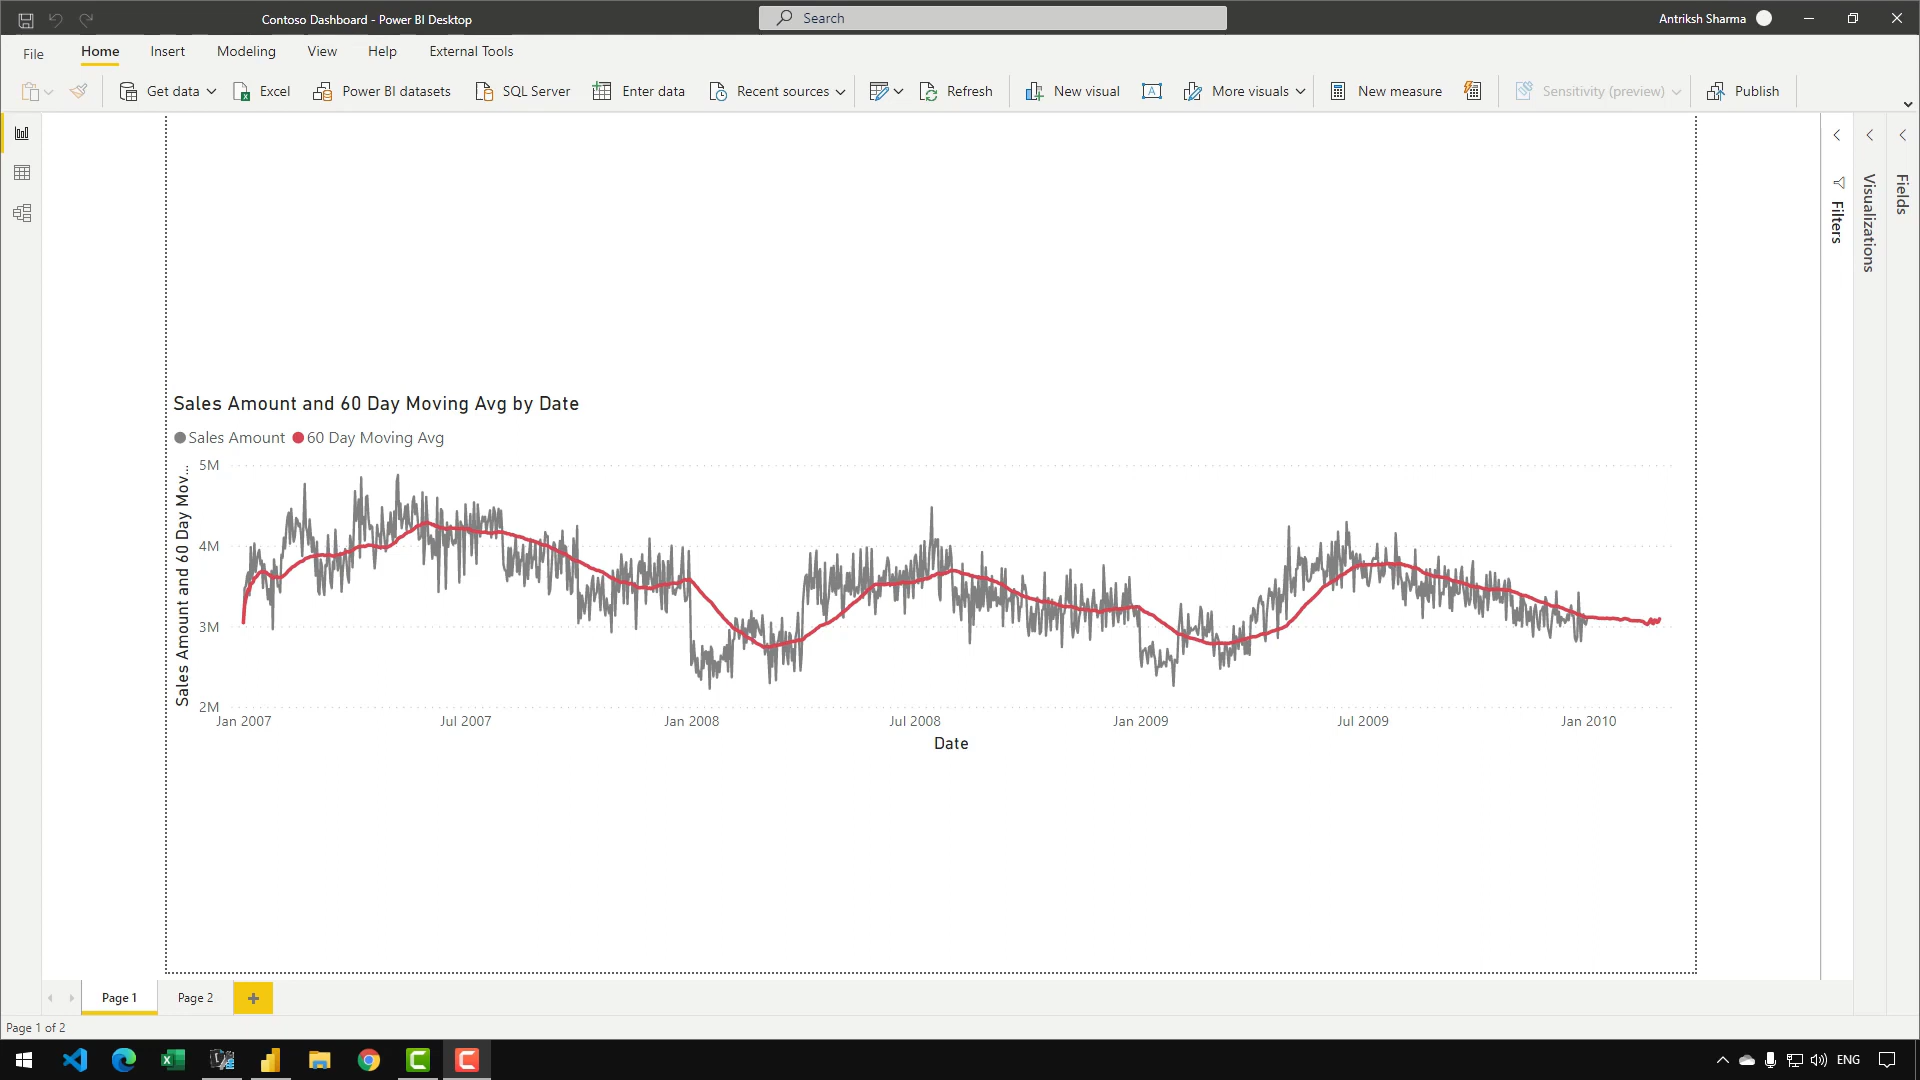 Contoso Dashboard - Power BI Desktop
Search
Antriksh Sharma
File
Home
Insert
Modeling
View
Help
External Tools
Get data
Excel
Power BI datasets
SQL Server
Enter data
Recent sources
Refresh
New visual
More visuals
New measure
Sensitivity (preview)
Publish
Filters
Visualizations
Fields
Sales Amount and 60 Day Moving Avg by Date
Sales Amount
60 Day Moving Avg
Sales Amount and 60 Day Mov...
5M
4M
3M
2M
Jan 2007
Jul 2007
Jan 2008
Jul 2008
Jan 2009
Jul 2009
Jan 2010
Date
Page 1
Page 2
Page 1 of 2
ENG